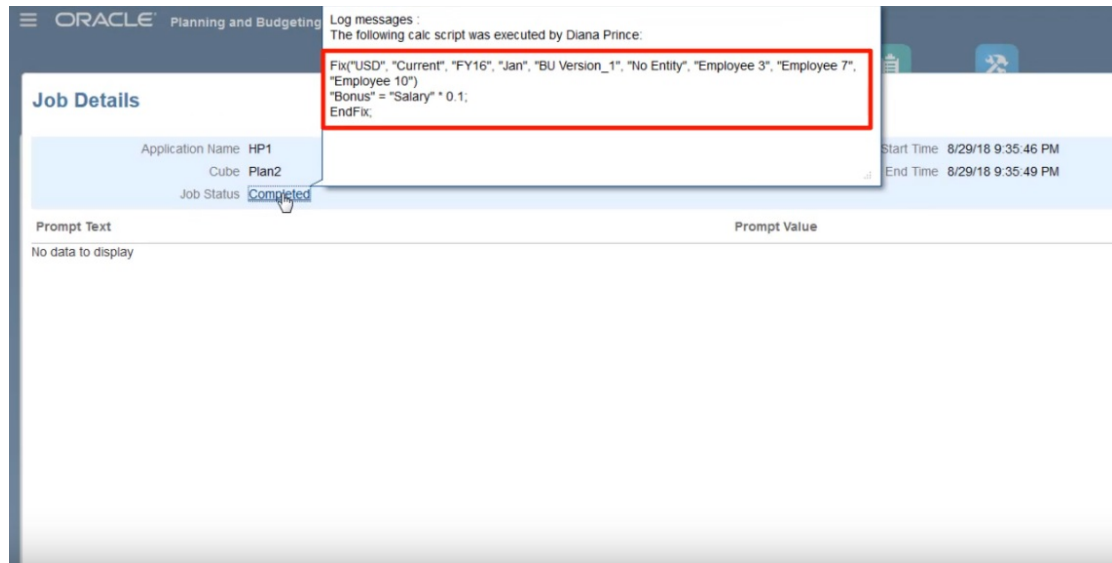 ORACLE Planning and Budgeting
Log messages :
The following calc script was executed by Diana Prince:
Fix("USD", "Current", "FY16", "Jan", "BU Version_1", "No Entity", "Employee 3", "Employee 7",
"Employee 10")
"Bonus" = "Salary" * 0.1;
EndFix;
Job Details
Application Name HP1
Start Time 8/29/18 9:35:46 PM
Cube Plan2
End Time 8/29/18 9:35:49 PM
Job Status Completed
Prompt Text
Prompt Value
No data to display